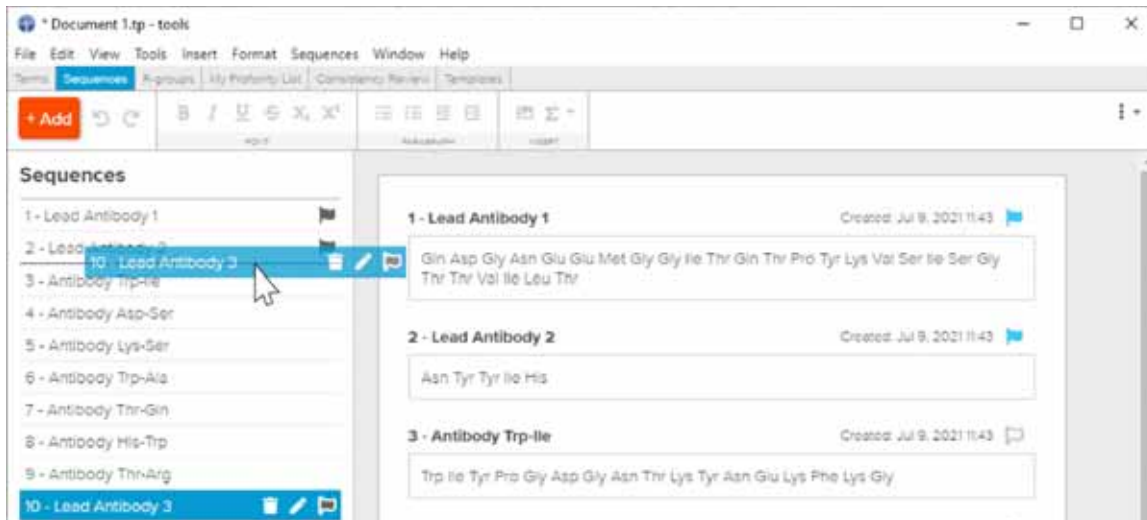 * Document 1.tp - tools
File Edit View Tools Insert Format Sequences Window Help
Terms Sequences R-groups My Profanity List Consistency Review Templates
+ Add
FONT PARAGRAPH INSERT
Sequences
1 - Lead Antibody 1
2 - Lead Antibody 2
10 - Lead Antibody 3
3 - Antibody Trp-Ile
4 - Antibody Asp-Ser
5 - Antibody Lys-Ser
6 - Antibody Trp-Ala
7 - Antibody Thr-Gln
8 - Antibody His-Trp
9 - Antibody Thr-Arg
10 - Lead Antibody 3
1 - Lead Antibody 1 Created: Jul 9, 2021 11:43
Gln Asp Gly Asn Glu Glu Met Gly Gly Ile Thr Gln Thr Pro Tyr Lys Val Ser Ile Ser Gly
Thr Thr Val Ile Leu Thr
2 - Lead Antibody 2 Created: Jul 9, 2021 11:43
Asn Tyr Tyr Ile His
3 - Antibody Trp-Ile Created: Jul 9, 2021 11:43
Trp Ile Tyr Pro Gly Asp Gly Asn Thr Lys Tyr Asn Glu Lys Phe Lys Gly